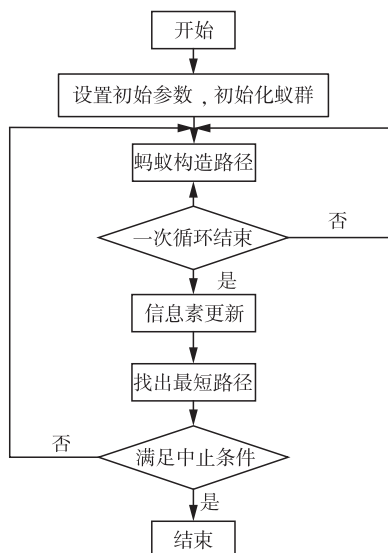 开始
设置初始参数，初始化蚁群
蚂蚁构造路径
一次循环结束
否
是
信息素更新
找出最短路径
否
满足中止条件
是
结束